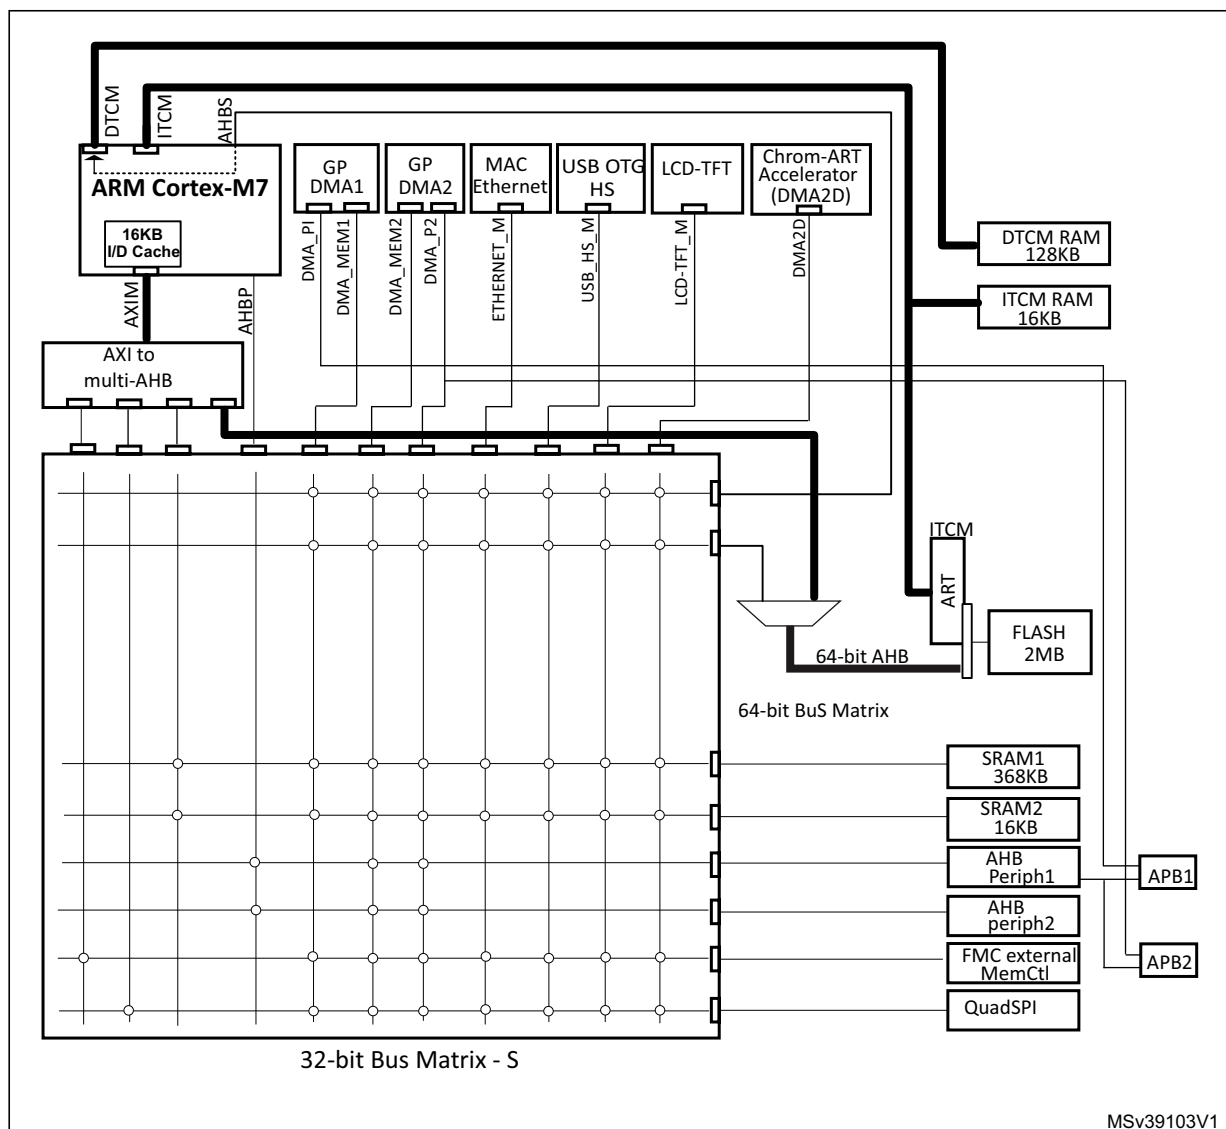 DTCM
ITCM
AHBS
ARM Cortex-M7
16KB
I/D Cache
GP
DMA1
GP
DMA2
MAC
Ethernet
USB OTG
HS
LCD-TFT
Chrom-ART
Accelerator
(DMA2D)
AXIM
AHBP
DMA_PI
DMA_MEM1
DMA_MEM2
DMA_P2
ETHERNET_M
USB_HS_M
LCD-TFT_M
DMA2D
DTCM RAM
128KB
ITCM RAM
16KB
AXI to
multi-AHB
ITCM
ART
FLASH
2MB
64-bit AHB
64-bit BuS Matrix
SRAM1
368KB
SRAM2
16KB
AHB
Periph1
APB1
AHB
periph2
FMC external
MemCtl
APB2
QuadSPI
32-bit Bus Matrix - S
MSv39103V1